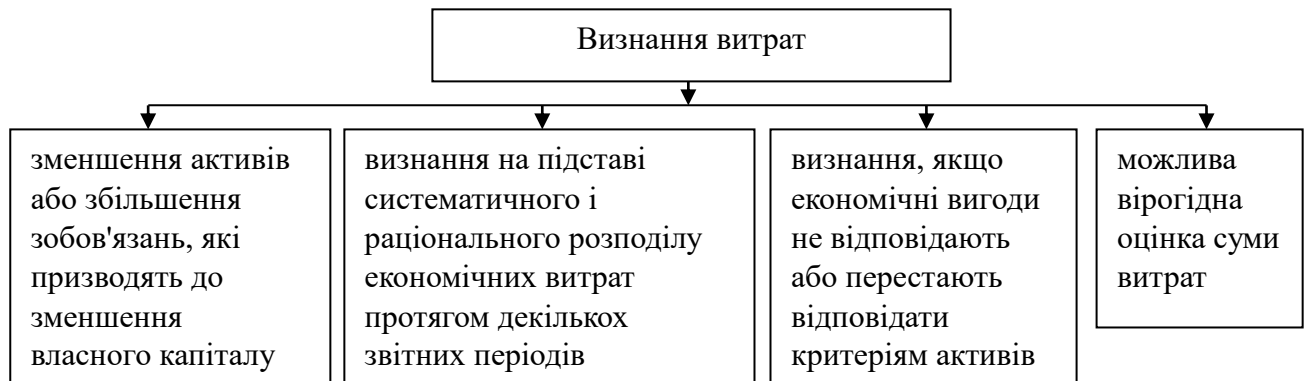 Визнання витрат
зменшення активів
або збільшення
зобов'язань, які
призводять до
зменшення
власного капіталу
визнання на підставі
систематичного і
раціонального розподілу
економічних витрат
протягом декількох
звітних періодів
визнання, якщо
економічні вигоди
не відповідають
або перестають
відповідати
критеріям активів
можлива
вірогідна
оцінка суми
витрат